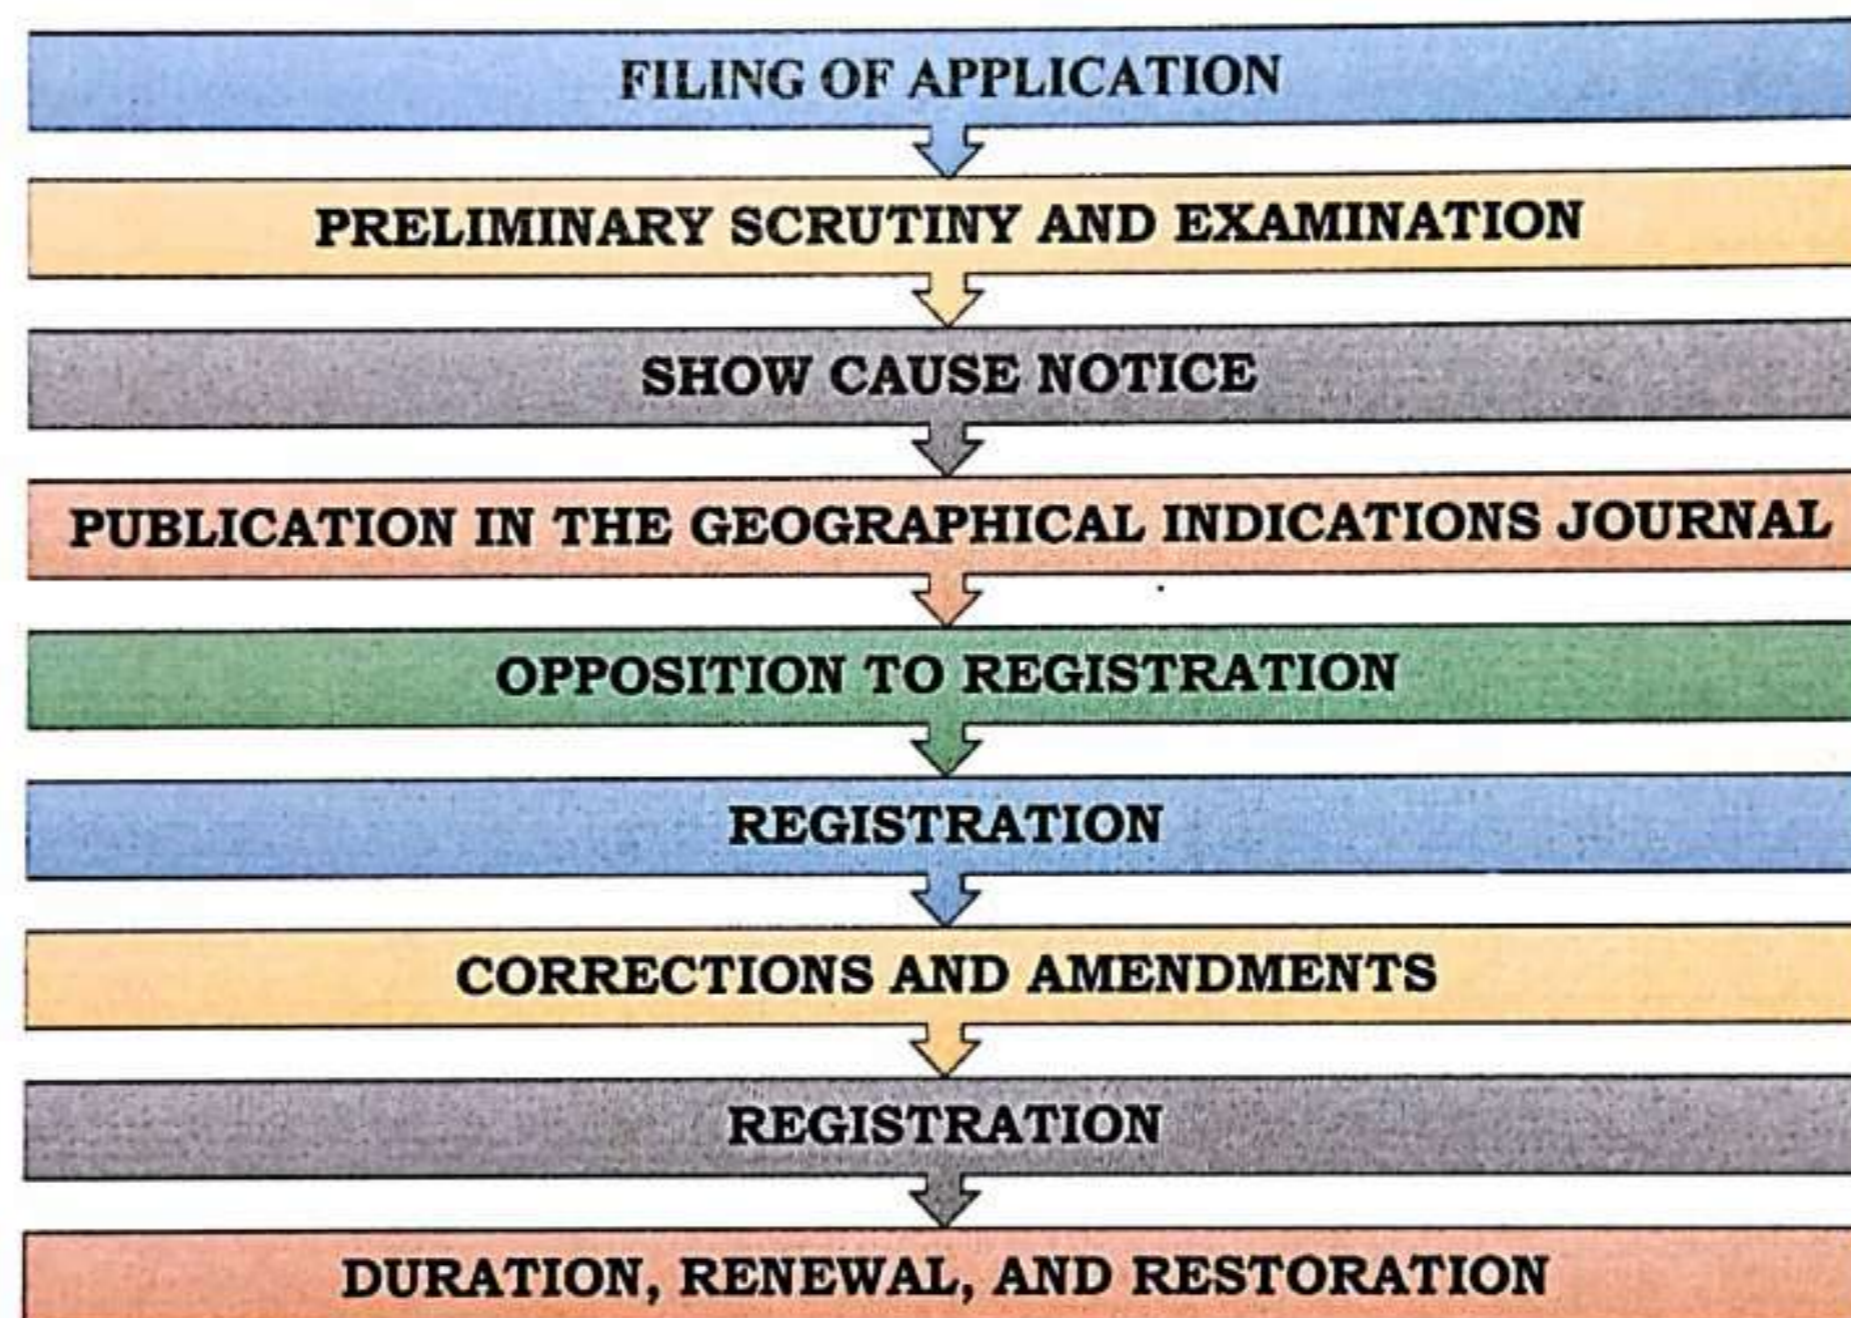 FILING OF APPLICATION
PRELIMINARY SCRUTINY AND EXAMINATION
SHOW CAUSE NOTICE
PUBLICATION IN THE GEOGRAPHICAL INDICATIONS JOURNAL
OPPOSITION TO REGISTRATION
REGISTRATION
CORRECTIONS AND AMENDMENTS
REGISTRATION
DURATION, RENEWAL, AND RESTORATION